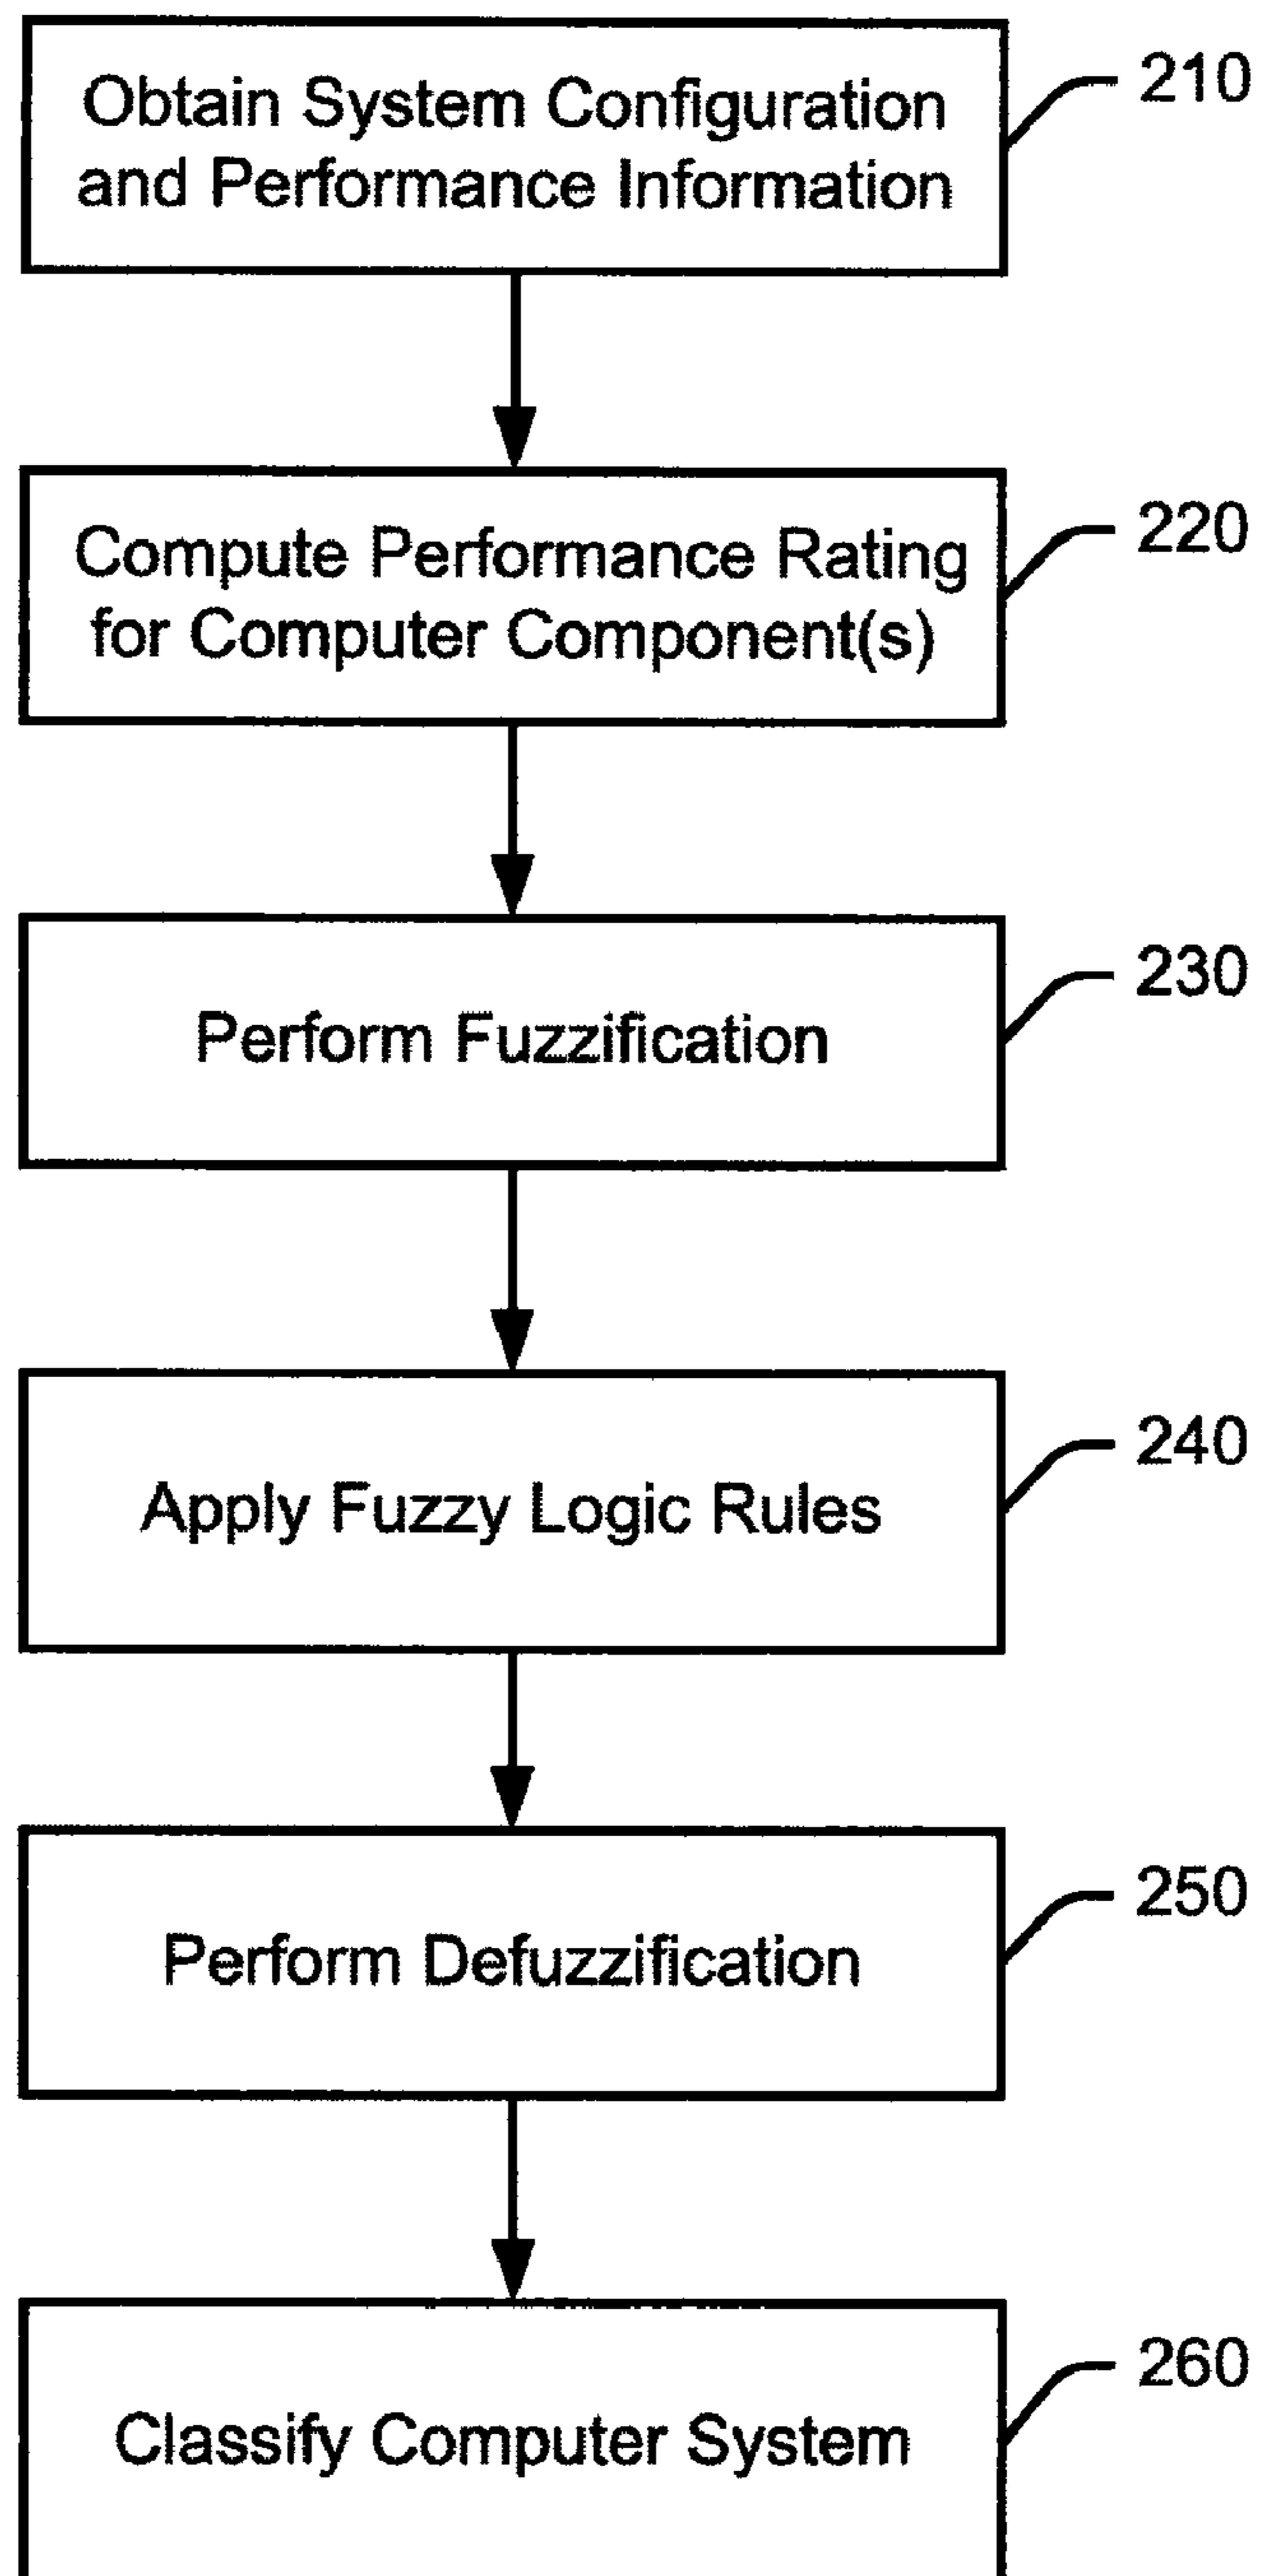 Obtain System Configuration
and Performance Information
210
Compute Performance Rating
for Computer Component(s)
220
Perform Fuzzification
230
Apply Fuzzy Logic Rules
240
Perform Defuzzification
250
Classify Computer System
260